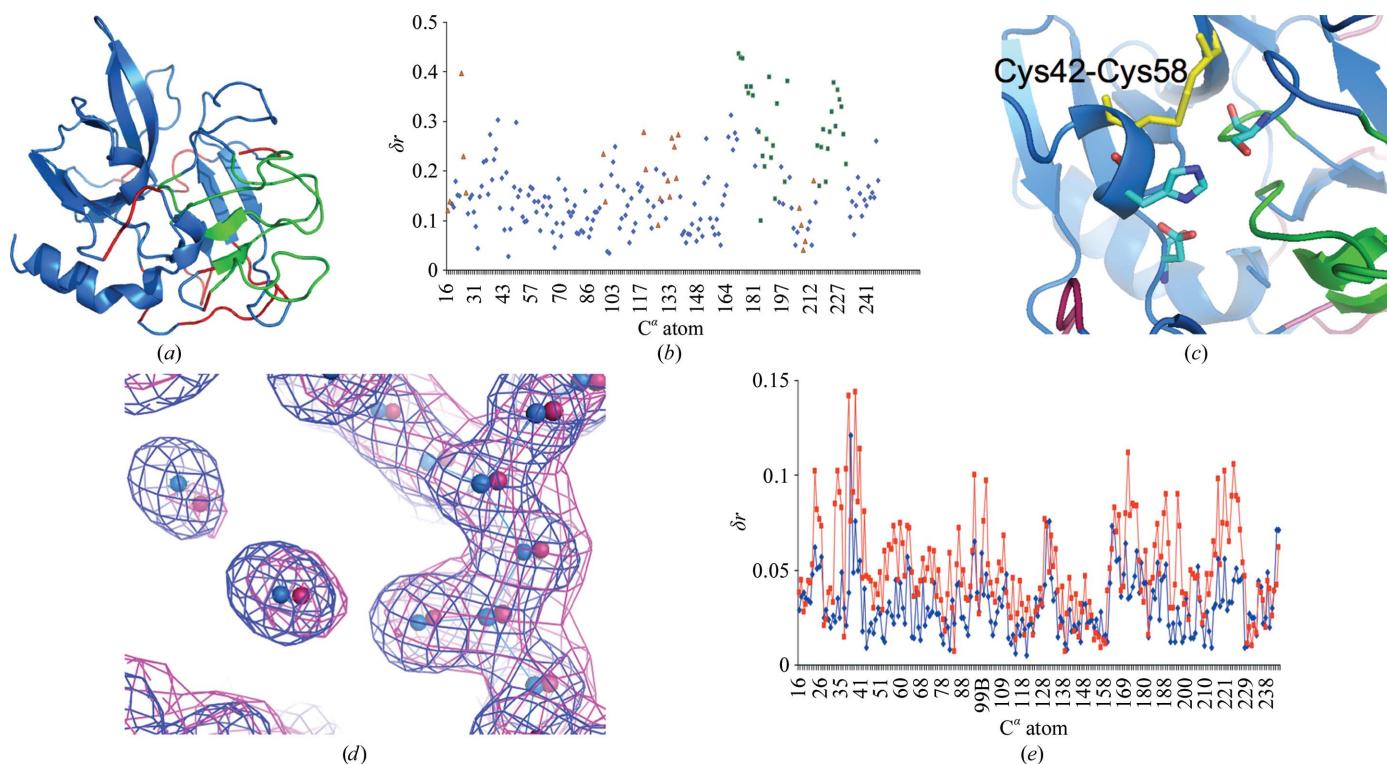 (a)
0.5
0.4
0.3
0.2
0.1
0
δr
16 31 43 57 70 86 103 117 133 148 164 181 197 212 227 241
Cα atom
(b)
Cys42-Cys58
(c)
(d)
0.15
0.1
0.05
0
δr
16 26 35 41 51 60 68 78 88 99B 109 118 128 138 148 158 169 180 188 200 210 221 229 238
Cα atom
(e)